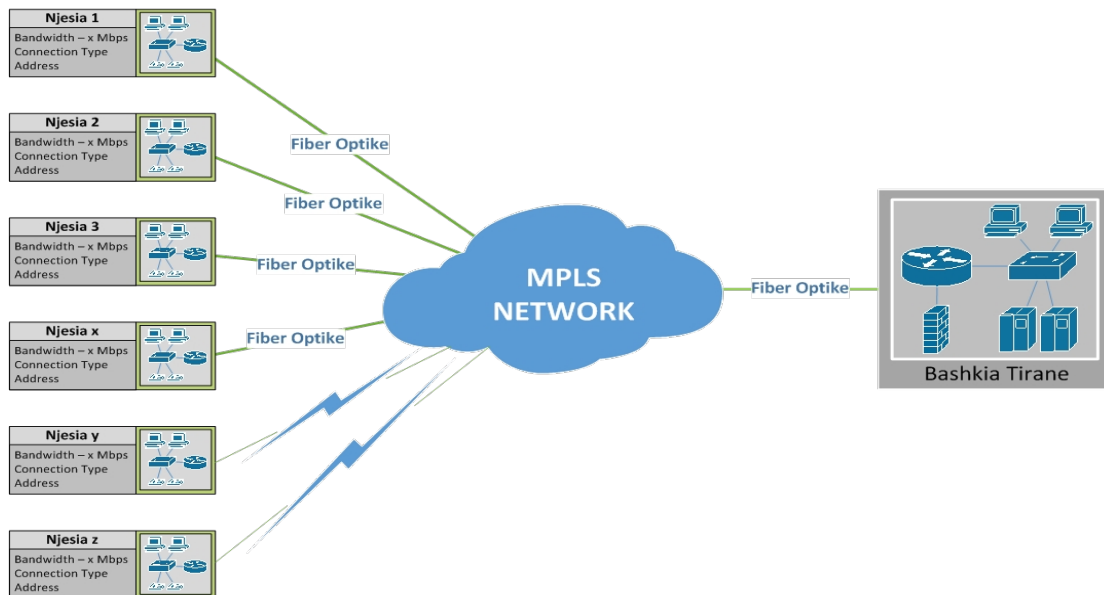 Njesia 1
Bandwidth – x Mbps
Connection Type
Address
Njesia 2
Bandwidth – x Mbps
Connection Type
Address
Njesia 3
Bandwidth – x Mbps
Connection Type
Address
Njesia x
Bandwidth – x Mbps
Connection Type
Address
Njesia y
Bandwidth – x Mbps
Connection Type
Address
Njesia z
Bandwidth – x Mbps
Connection Type
Address
Fiber Optike
Fiber Optike
Fiber Optike
Fiber Optike
MPLS
NETWORK
Fiber Optike
Bashkia Tirane